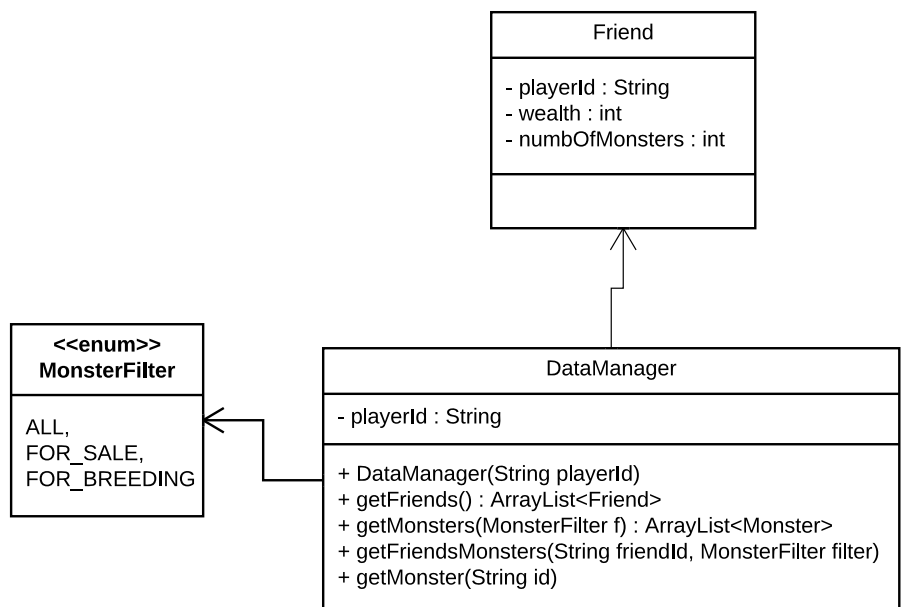 Friend
- playerId : String
- wealth : int
- numbOfMonsters : int
<<enum>>
MonsterFilter
ALL,
FOR_SALE,
FOR_BREEDING
DataManager
- playerId : String
+ DataManager(String playerId)
+ getFriends() : ArrayList<Friend>
+ getMonsters(MonsterFilter f) : ArrayList<Monster>
+ getFriendsMonsters(String friendId, MonsterFilter filter)
+ getMonster(String id)